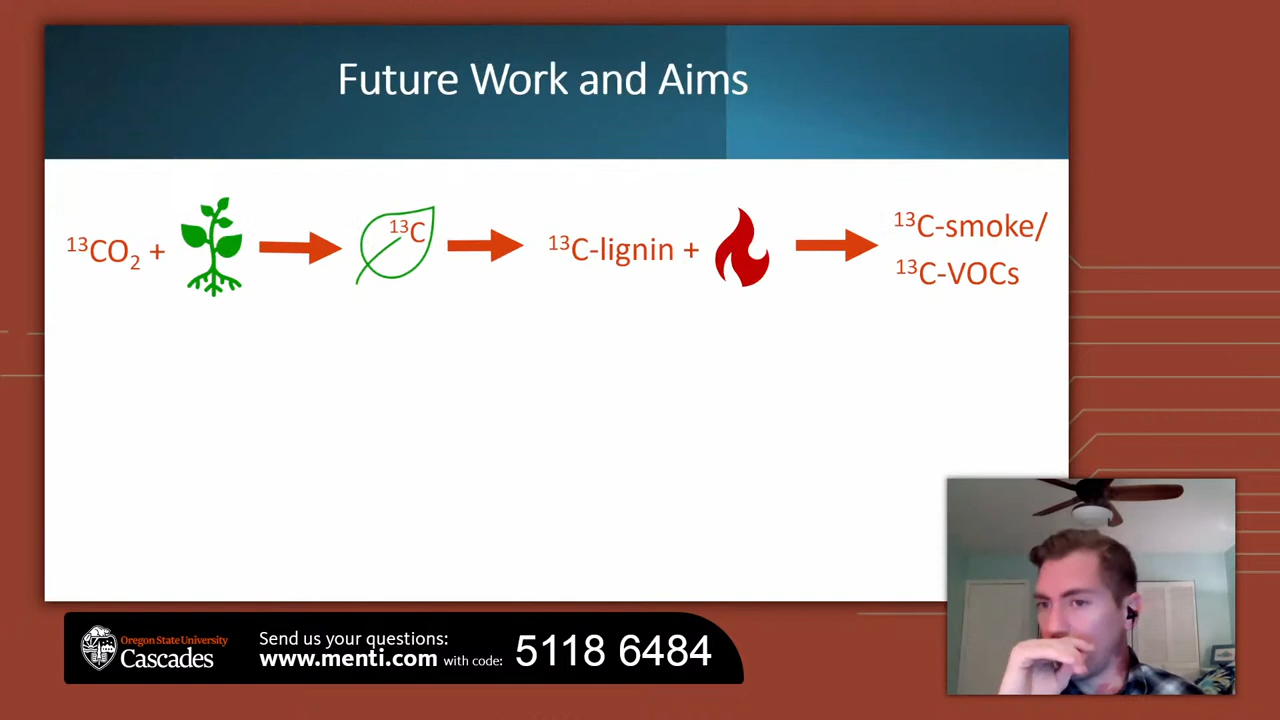 Future Work and Aims
¹³CO₂ +
¹³C
¹³C-lignin +
¹³C-smoke/
¹³C-VOCs
Oregon State University
Cascades
Send us your questions:
www.menti.com with code:
5118 6484